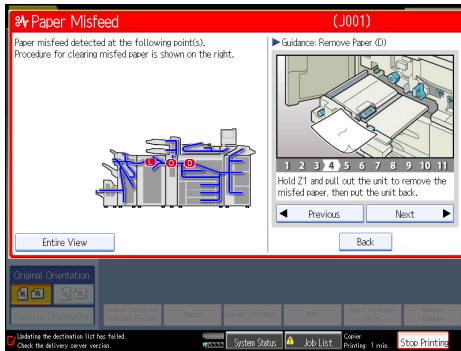 Paper Misfeed
(J001)
Paper misfeed detected at the following point(s).
Procedure for clearing misfed paper is shown on the right.
Guidance: Remove Paper (D)
L O D
1 2 3 4 5 6 7 8 9 10 11
Hold Z1 and pull out the unit to remove the
misfed paper, then put the unit back.
Previous
Next
Entire View
Back
Original Orientation
R R
Updating the destination list has failed.
Check the delivery server version.
System Status
Job List
Copier
Printing: 1 min.
Stop Printing